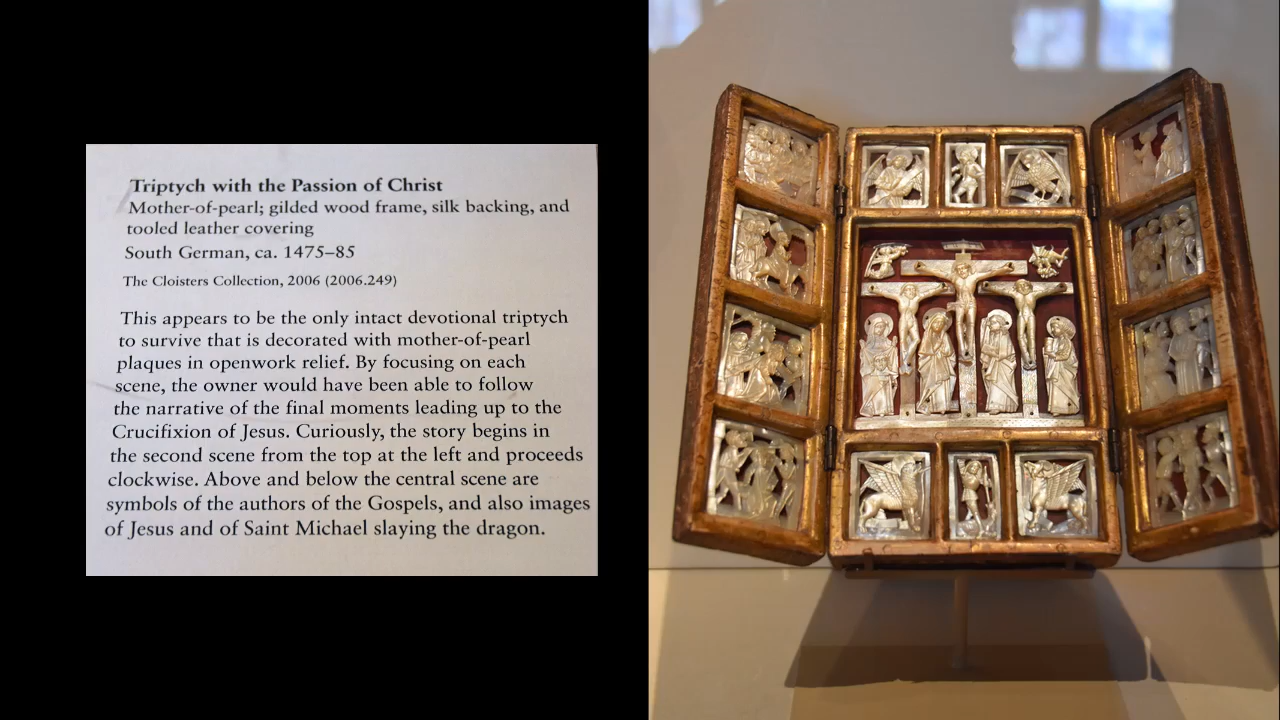 Triptych with the Passion of Christ
Mother-of-pearl; gilded wood frame, silk backing, and
tooled leather covering
South German, ca. 1475–85
The Cloisters Collection, 2006 (2006.249)
This appears to be the only intact devotional triptych
to survive that is decorated with mother-of-pearl
plaques in openwork relief. By focusing on each
scene, the owner would have been able to follow
the narrative of the final moments leading up to the
Crucifixion of Jesus. Curiously, the story begins in
the second scene from the top at the left and proceeds
clockwise. Above and below the central scene are
symbols of the authors of the Gospels, and also images
of Jesus and of Saint Michael slaying the dragon.